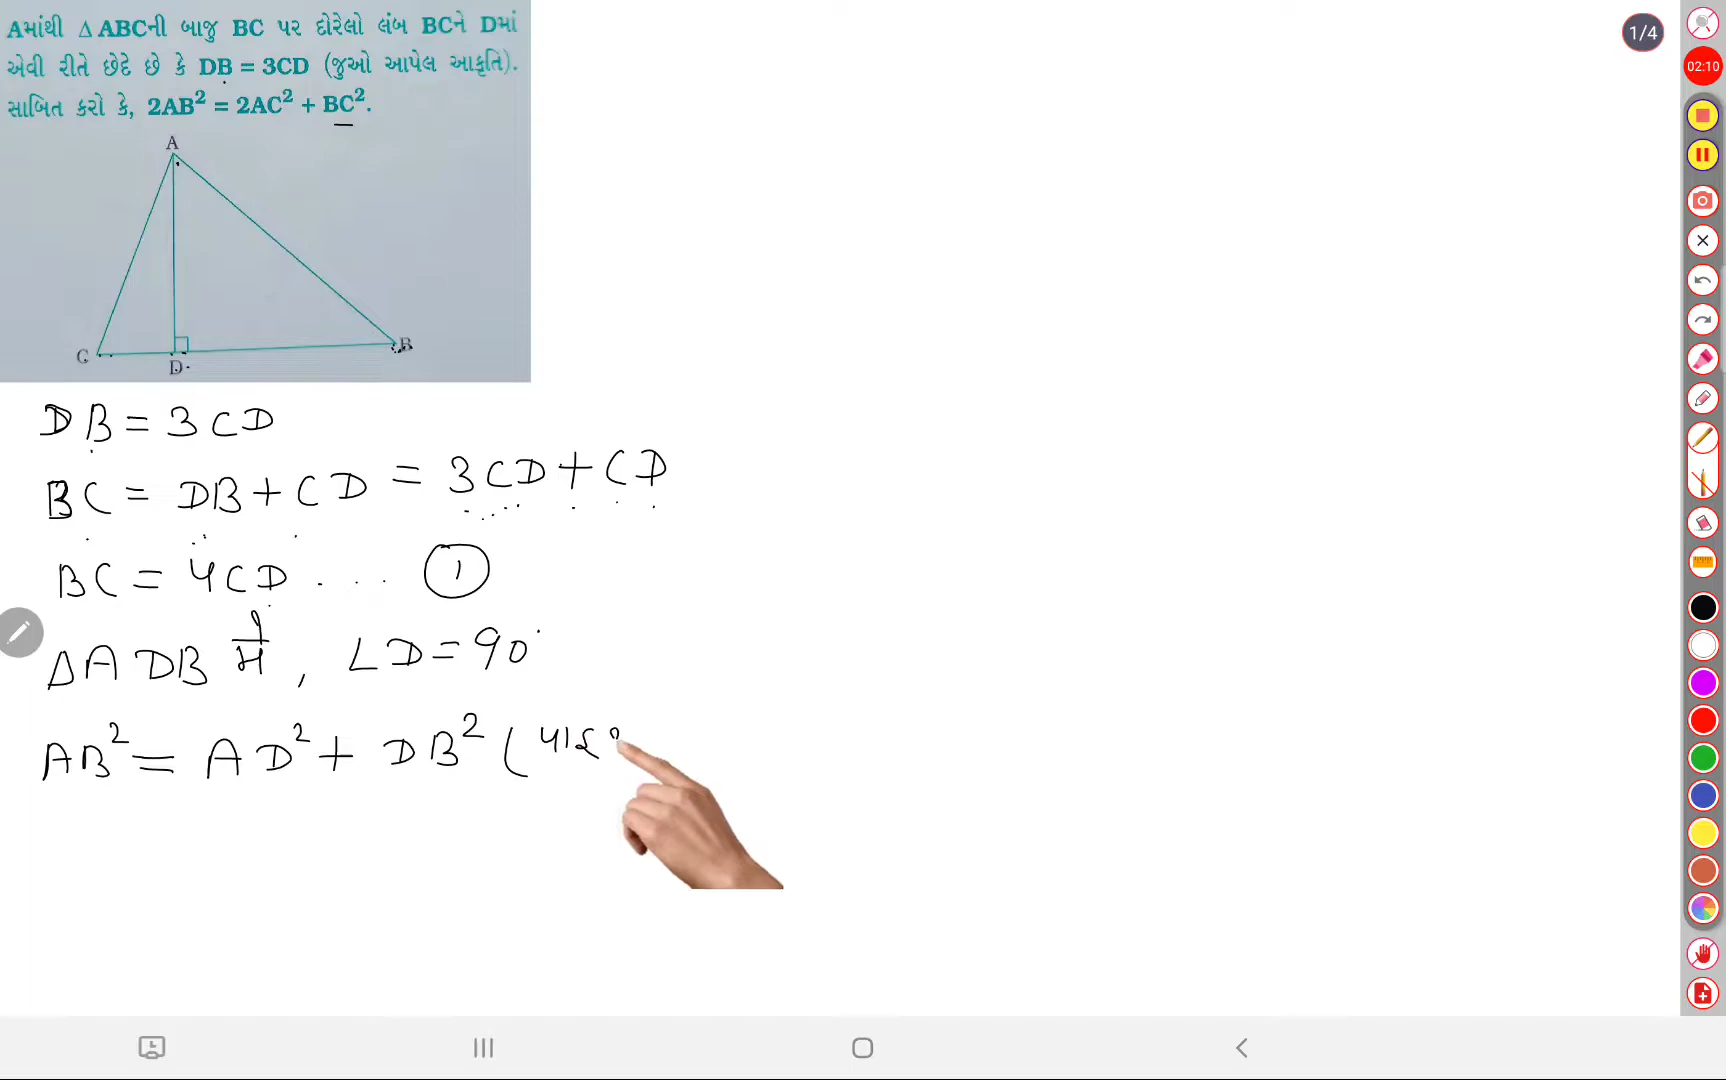 Aમાંથી Δ ABCની બાજુ BC પર દોરેલો લંબ BCને Dમાં
એવી રીતે છેદે છે કે DB = 3CD (જુઓ આપેલ આકૃતિ).
સાબિત કરો કે, 2AB² = 2AC² + BC².
A
C
D
B
DB = 3CD
BC = DB + CD = 3CD + CD
BC = 4CD .... ①
ΔADB में, ∠D = 90°
AB² = AD² + DB² (
1/4
02:10